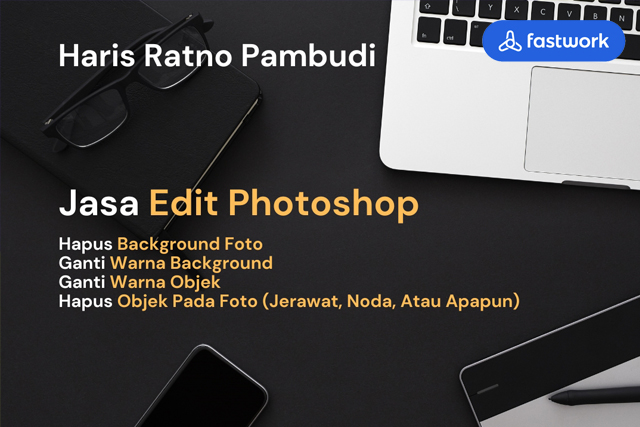 fastwork
Haris Ratno Pambudi
Jasa Edit Photoshop
Hapus Background Foto
Ganti Warna Background
Ganti Warna Objek
Hapus Objek Pada Foto (Jerawat, Noda, Atau Apapun)